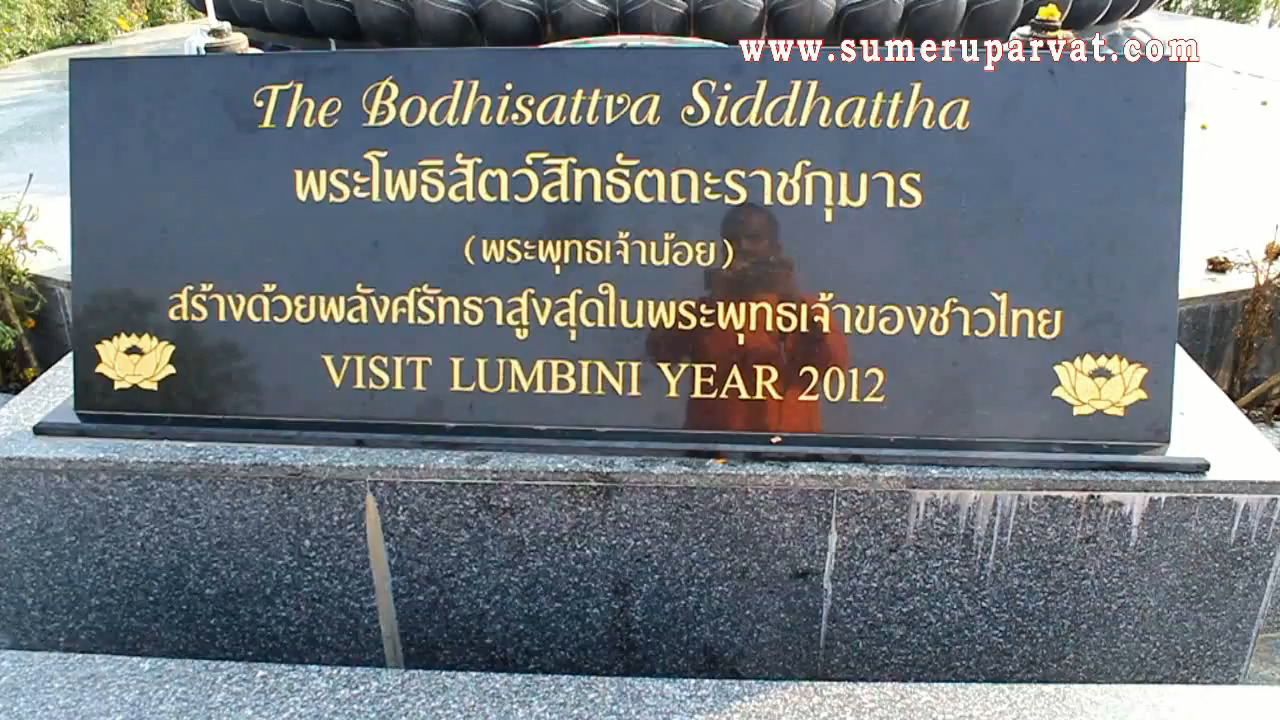 www.sumeruparvat.com
The Bodhisattva Siddhattha
พระโพธิสัตว์สิทธัตถะราชกุมาร
(พระพุทธเจ้าน้อย)
สร้างด้วยพลังศรัทธาสูงสุดในพระพุทธเจ้าของชาวไทย
VISIT LUMBINI YEAR 2012